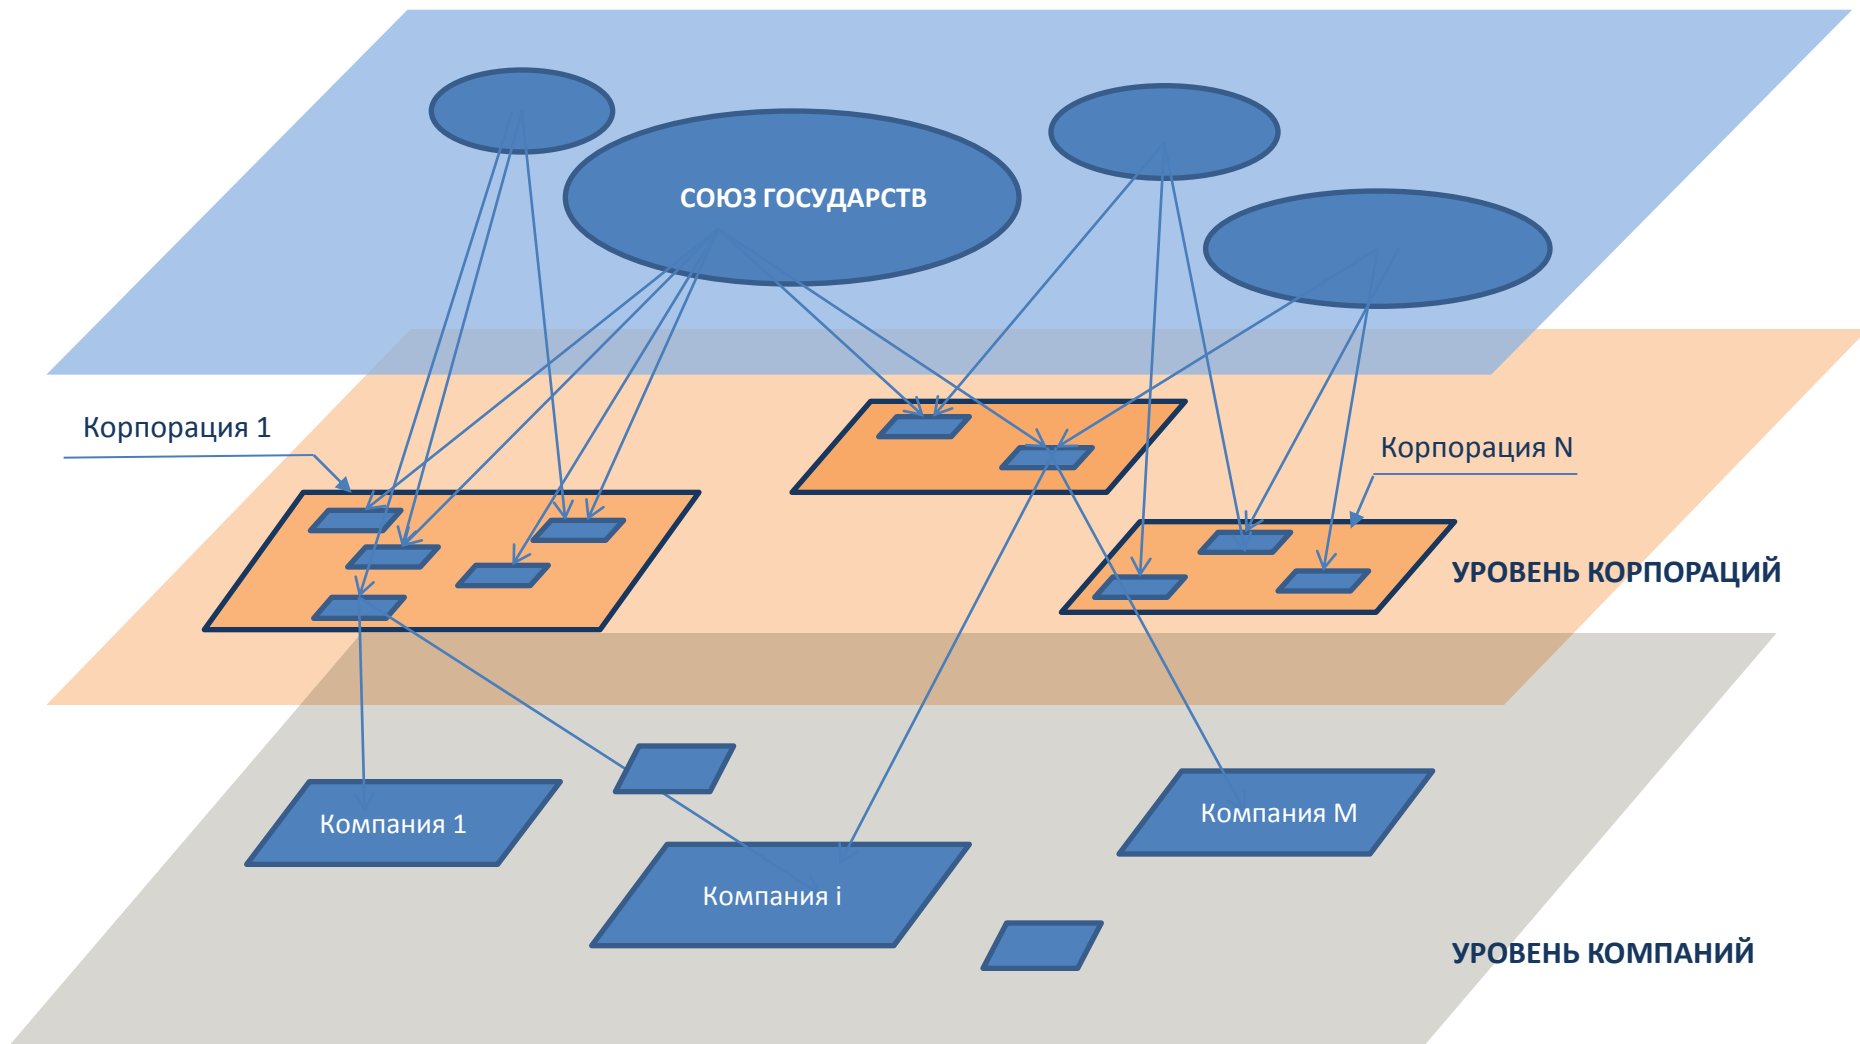 СОЮЗ ГОСУДАРСТВ
Корпорация 1
Корпорация N
УРОВЕНЬ КОРПОРАЦИЙ
Компания 1
Компания M
Компания i
УРОВЕНЬ КОМПАНИЙ